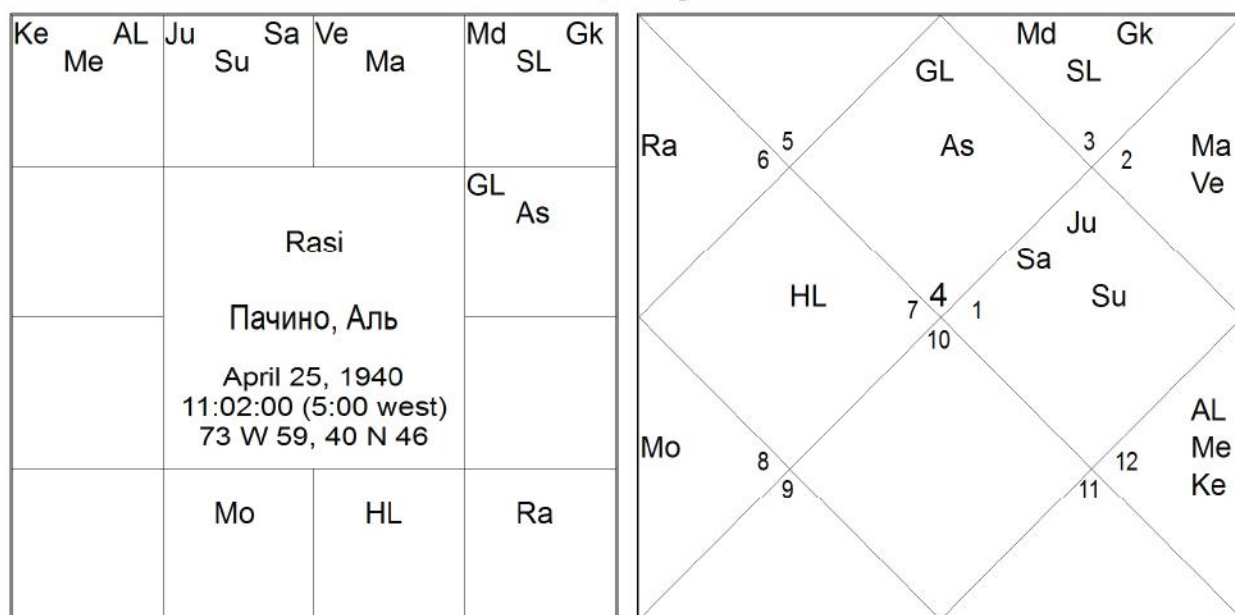 Ke AL Ju Sa Ve Md Gk
Me Su Ma SL
GL
As
Rasi
Пачино, Аль
April 25, 1940
11:02:00 (5:00 west)
73 W 59, 40 N 46
Mo HL Ra
Md Gk
GL SL
Ra 5 As 3 Ma
6 2 Ve
Ju
Sa
HL 7 4 1 Su
10
AL
Mo 8 12 Me
9 11 Ke